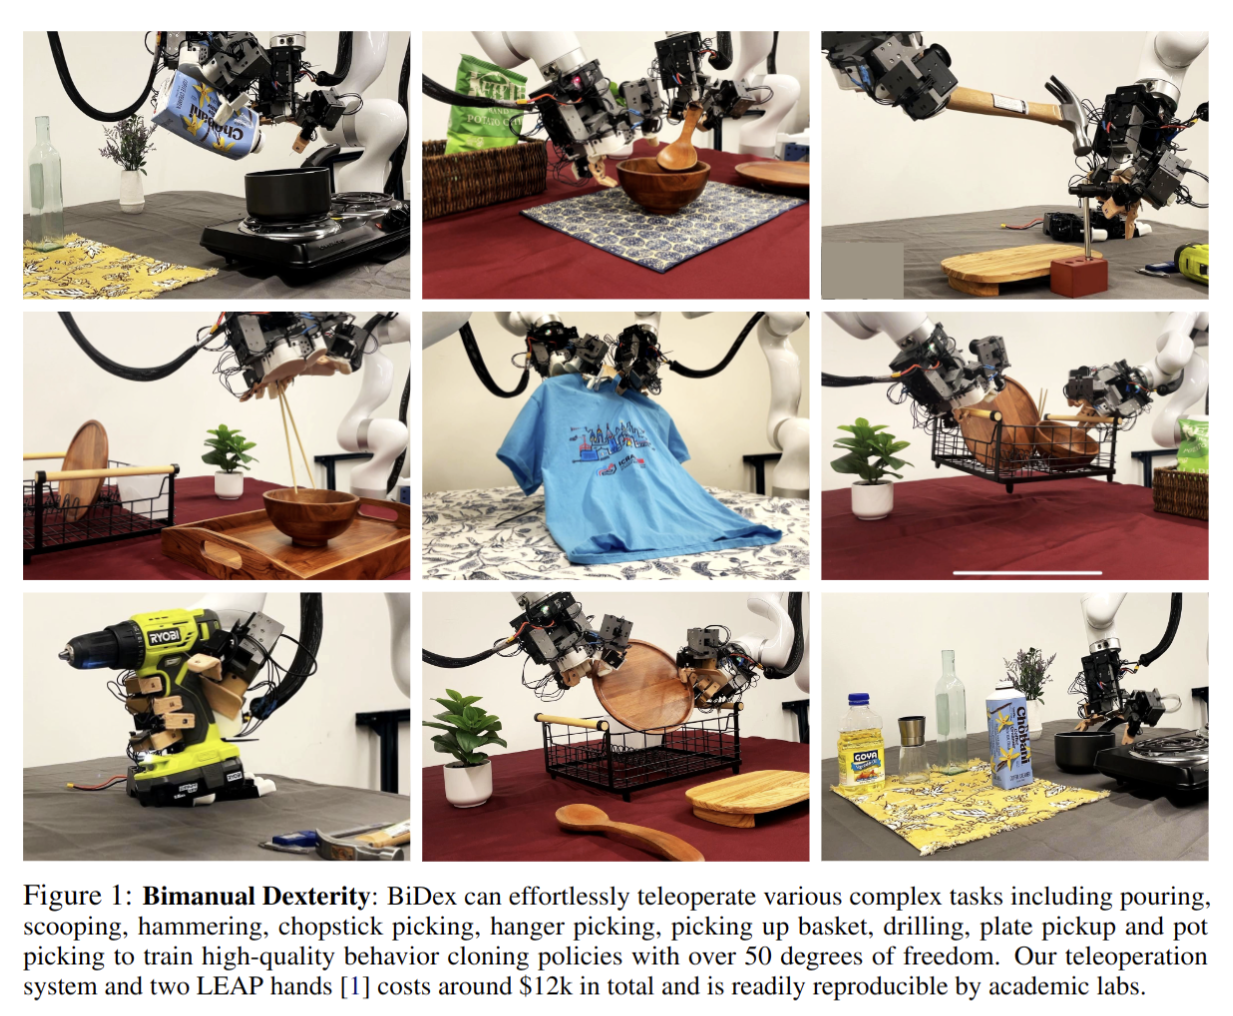 Chobani
POTATO CHI
RYOBI
RYOBI
GOYA
Chobani
Figure 1: Bimanual Dexterity: BiDex can effortlessly teleoperate various complex tasks including pouring,
scooping, hammering, chopstick picking, hanger picking, picking up basket, drilling, plate pickup and pot
picking to train high-quality behavior cloning policies with over 50 degrees of freedom. Our teleoperation
system and two LEAP hands [1] costs around $12k in total and is readily reproducible by academic labs.